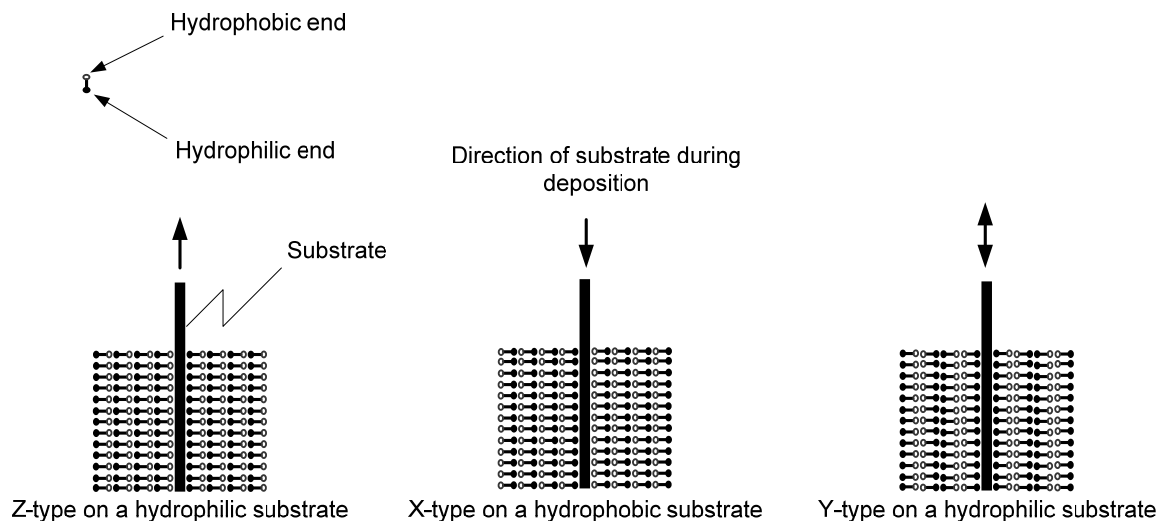 Hydrophobic end
Hydrophilic end
Direction of substrate during
deposition
Substrate
Z-type on a hydrophilic substrate
X-type on a hydrophobic substrate
Y-type on a hydrophilic substrate